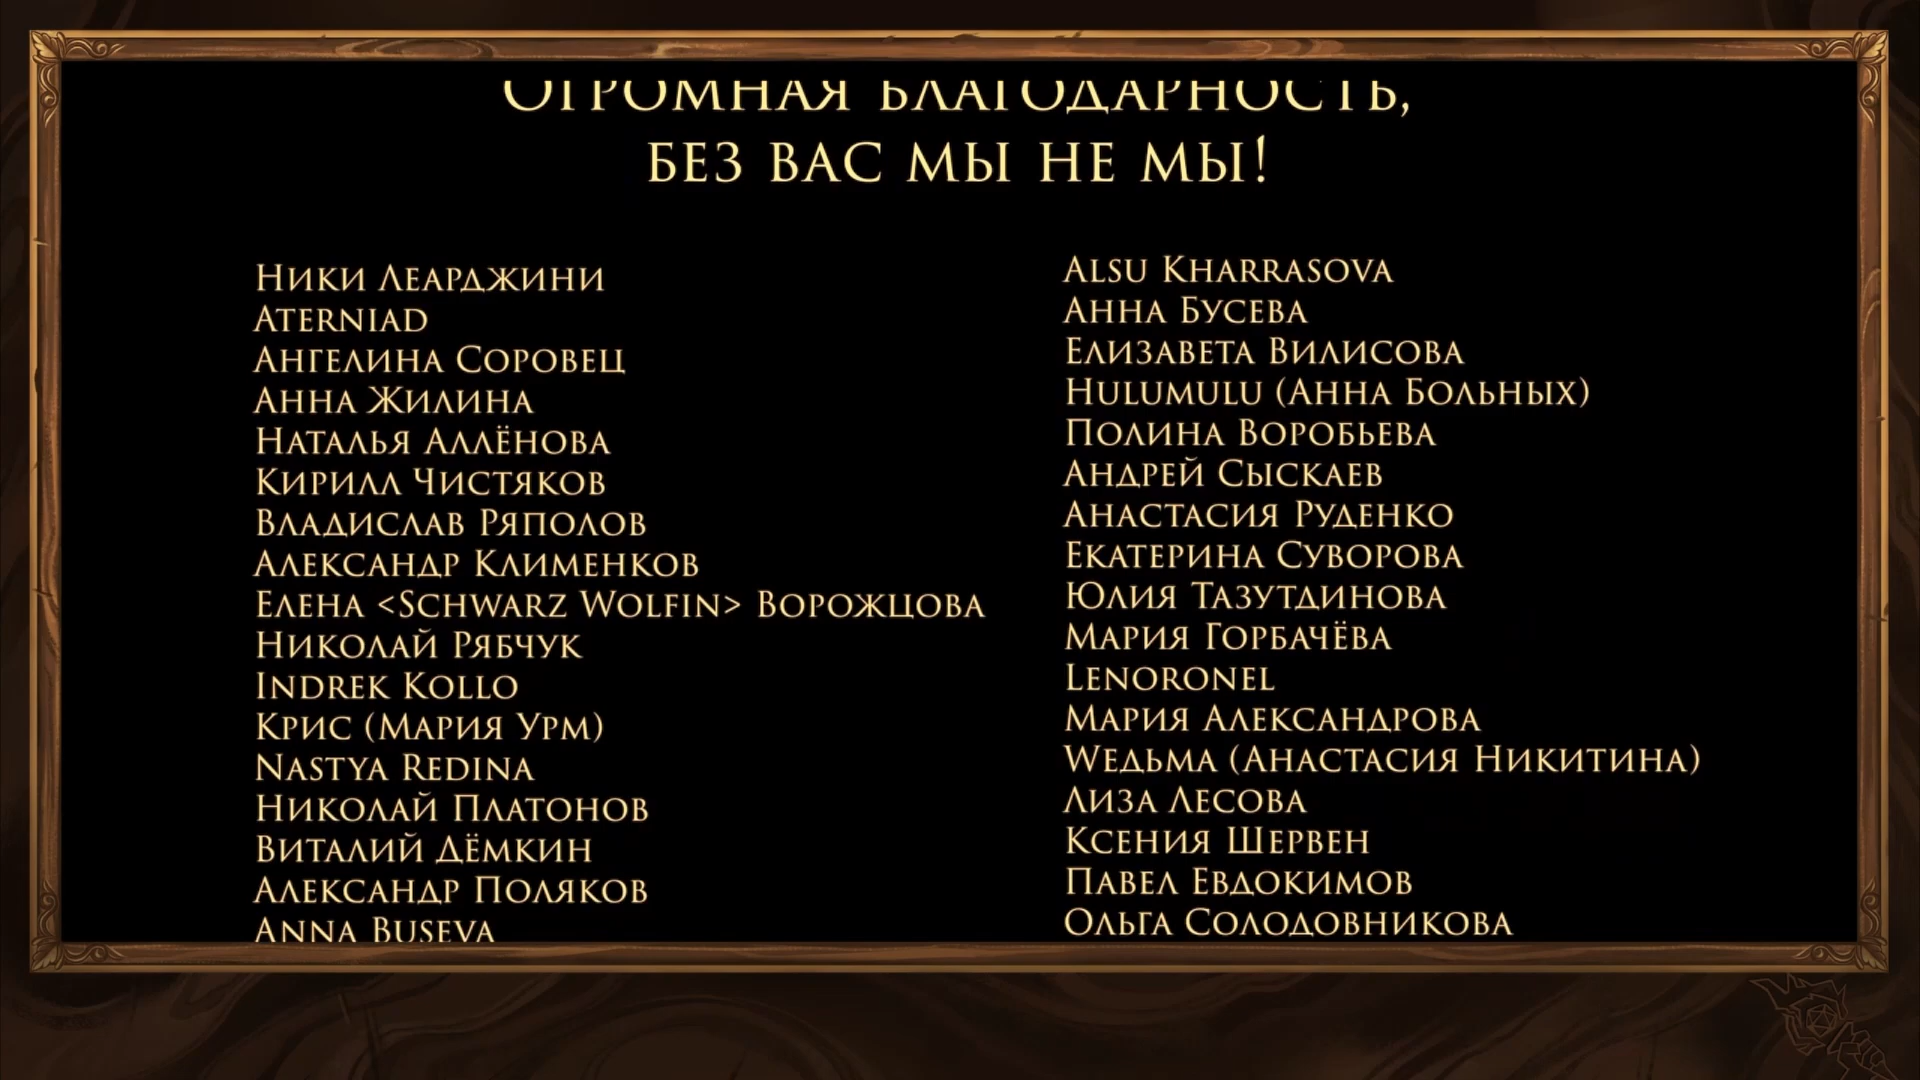 Огромная благодарность,
без вас мы не мы!
Ники Леарджини
Aterniad
Ангелина Соровец
Анна Жилина
Наталья Аллёнова
Кирилл Чистяков
Владислав Ряполов
Александр Клименков
Елена <Schwarz Wolfin> Ворожцова
Николай Рябчук
Indrek Kollo
Крис (Мария Урм)
Nastya Redina
Николай Платонов
Виталий Дёмкин
Александр Поляков
Anna Buseva
Alsu Kharrasova
Анна Бусева
Елизавета Вилисова
Hulumulu (Анна Больных)
Полина Воробьева
Андрей Сыскаев
Анастасия Руденко
Екатерина Суворова
Юлия Тазутдинова
Мария Горбачёва
Lenoronel
Мария Александрова
Wедьма (Анастасия Никитина)
Лиза Лесова
Ксения Шервен
Павел Евдокимов
Ольга Солодовникова